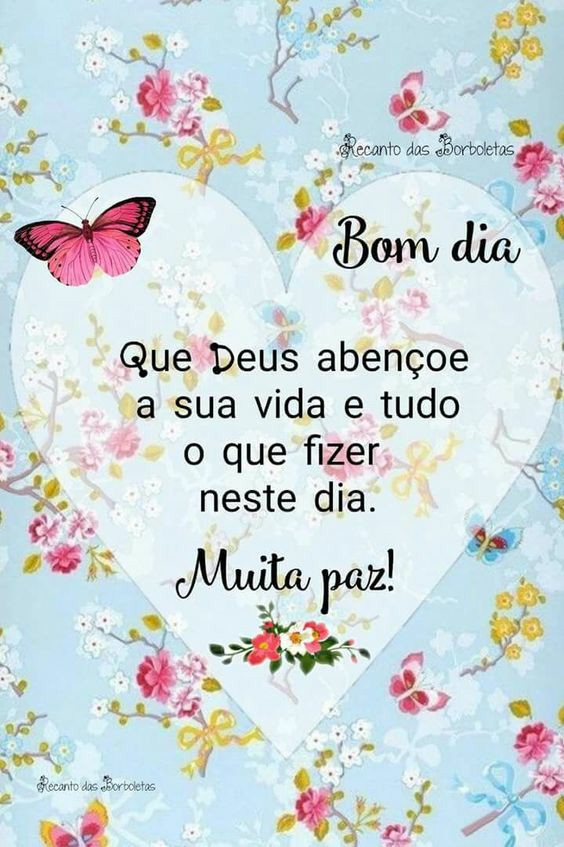 Recanto das Borboletas
Bom dia
Que Deus abençoe
a sua vida e tudo
o que fizer
neste dia.
Muita paz!
Recanto das Borboletas